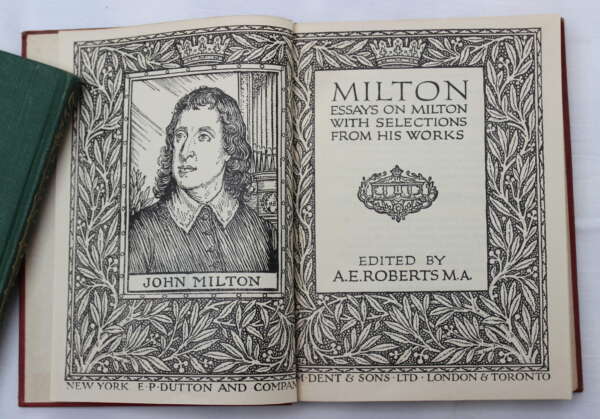 JOHN MILTON
MILTON
ESSAYS ON MILTON
WITH SELECTIONS
FROM HIS WORKS
EDITED BY
A.E. ROBERTS M.A.
NEW YORK E·P·DUTTON AND COMPAN
M·DENT & SONS·LTD·LONDON & TORONTO